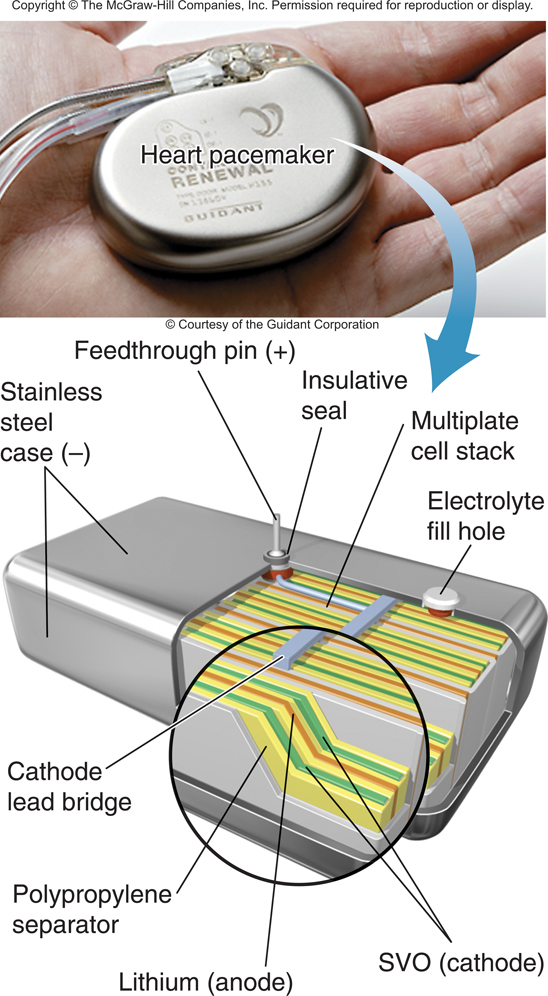 Copyright © The McGraw-Hill Companies, Inc. Permission required for reproduction or display.
Heart pacemaker
RENEWAL
GUIDANT
© Courtesy of the Guidant Corporation
Feedthrough pin (+)
Insulative
seal
Stainless
steel
case (–)
Multiplate
cell stack
Electrolyte
fill hole
Cathode
lead bridge
Polypropylene
separator
Lithium (anode)
SVO (cathode)